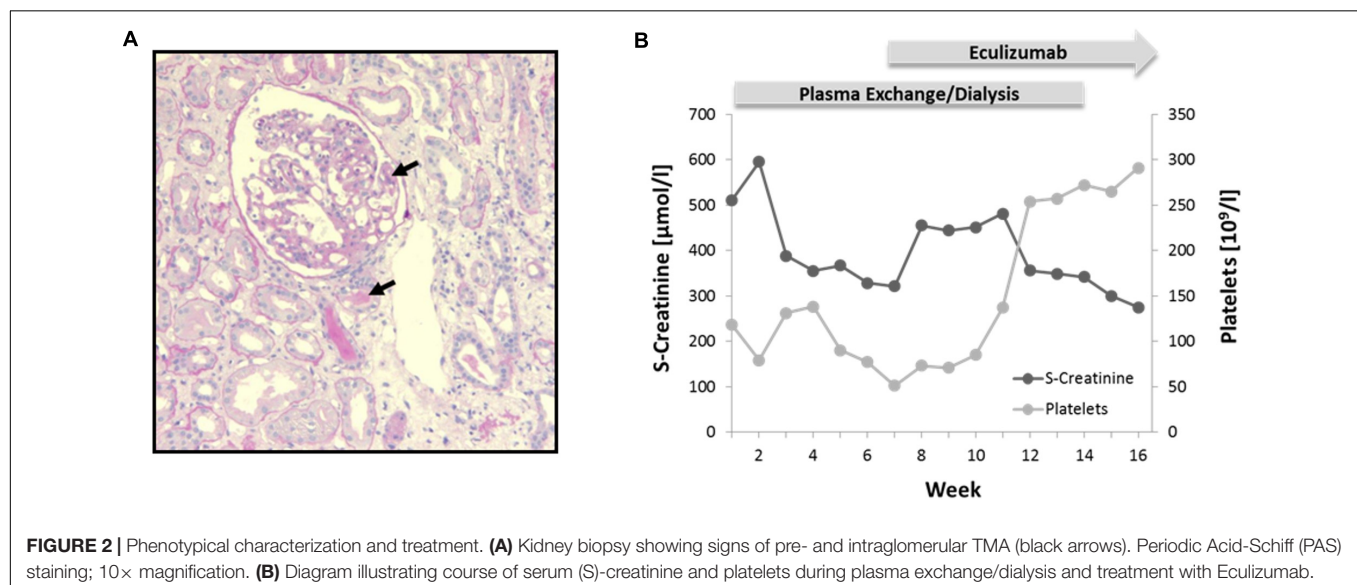 A
B
Eculizumab
Plasma Exchange/Dialysis
700
600
500
400
300
200
100
0
S-Creatinine [µmol/l]
350
300
250
200
150
100
50
0
Platelets [10⁹/l]
S-Creatinine
Platelets
2 4 6 8 10 12 14 16
Week
FIGURE 2 | Phenotypical characterization and treatment. (A) Kidney biopsy showing signs of pre- and intraglomerular TMA (black arrows). Periodic Acid-Schiff (PAS)
staining; 10× magnification. (B) Diagram illustrating course of serum (S)-creatinine and platelets during plasma exchange/dialysis and treatment with Eculizumab.